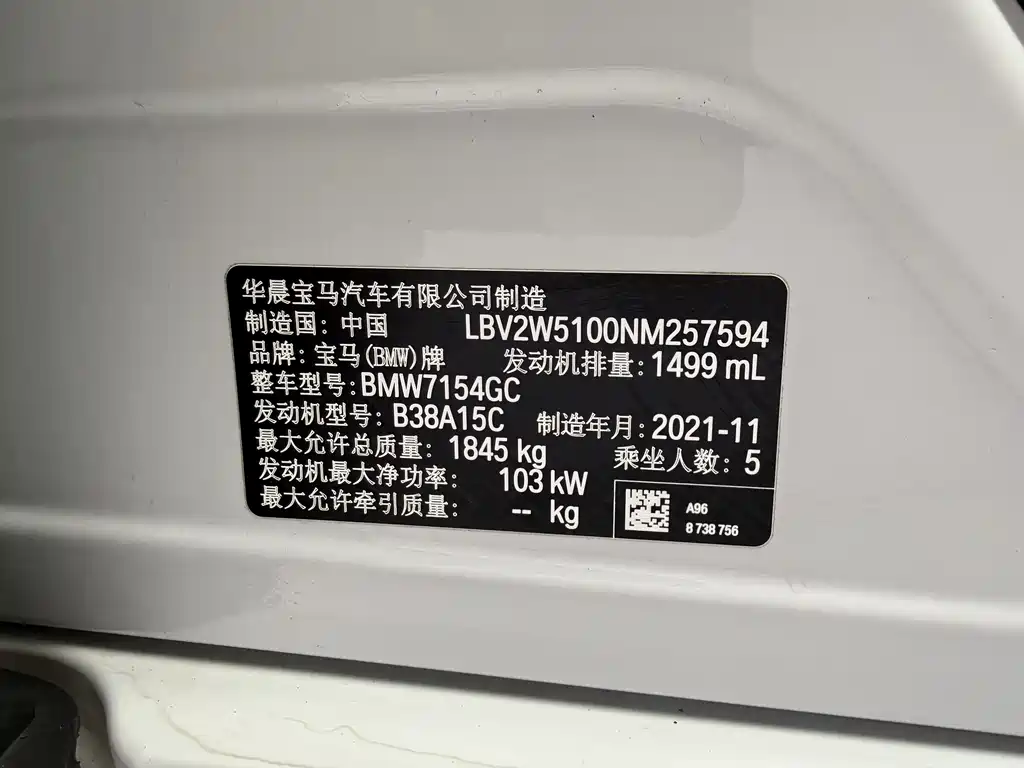 华晨宝马汽车有限公司制造
制造国: 中国 LBV2W5100NM257594
品牌: 宝马(BMW)牌 发动机排量: 1499 mL
整车型号: BMW7154GC
发动机型号: B38A15C 制造年月: 2021-11
最大允许总质量: 1845 kg 乘坐人数: 5
发动机最大净功率: 103 kW
最大允许牵引质量: -- kg
A96
8 738 756